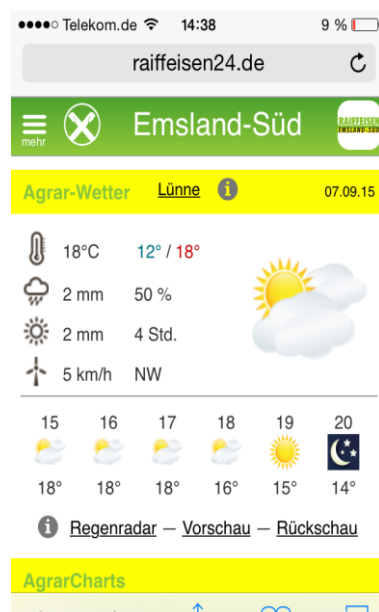 Telekom.de 14:38 9 %
raiffeisen24.de
mehr Emsland-Süd RAIFFEISEN
EMSLAND-SÜD
Agrar-Wetter Lünne i 07.09.15
18°C 12° / 18°
2 mm 50 %
2 mm 4 Std.
5 km/h NW
15 16 17 18 19 20
18° 18° 18° 16° 15° 14°
i Regenradar – Vorschau – Rückschau
AgrarCharts